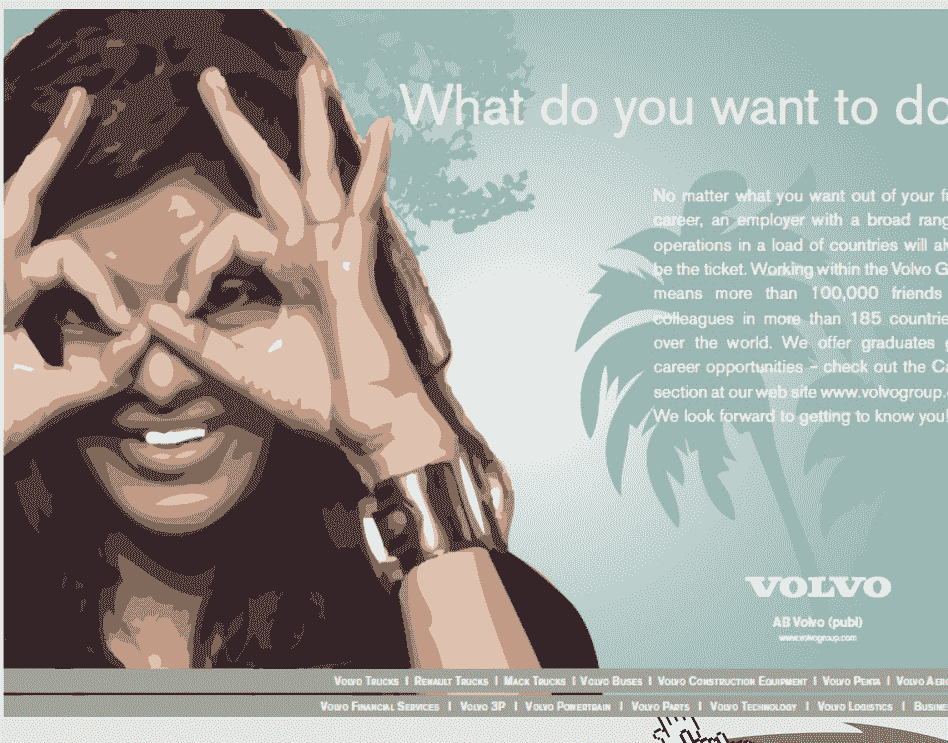 What do you want to do
No matter what you want out of your
career, an employer with a broad rang
operations in a load of countries will al
be the ticket. Working within the Volvo G
means more than 100,000 friends
colleagues in more than 185 countrie
over the world. We offer graduates
career opportunities – check out the Ca
section at our web site www.volvogroup.
We look forward to getting to know you!
VOLVO
AB Volvo (publ)
www.volvogroup.com
VOLVO TRUCKS | RENAULT TRUCKS | MACK TRUCKS | VOLVO BUSES | VOLVO CONSTRUCTION EQUIPMENT | VOLVO PENTA | VOLVO AERO
VOLVO FINANCIAL SERVICES | VOLVO 3P | VOLVO POWERTRAIN | VOLVO PARTS | VOLVO TECHNOLOGY | VOLVO LOGISTICS | BUSINE